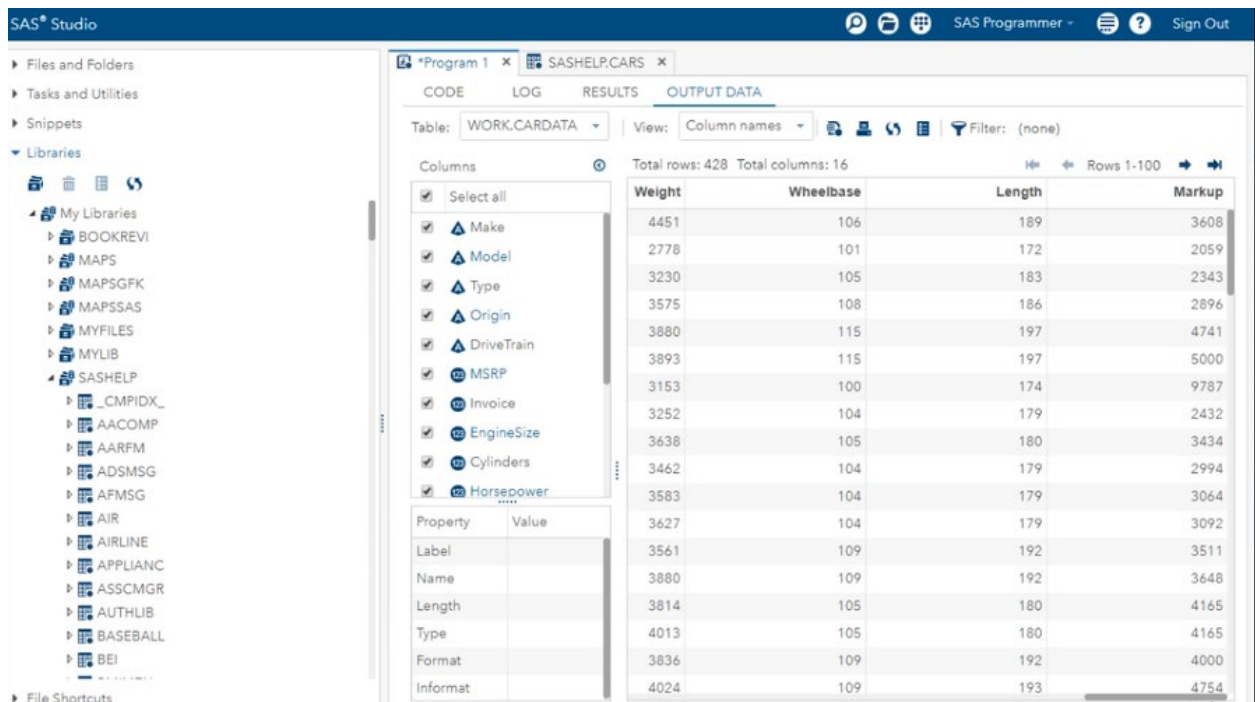 SAS® Studio SAS Programmer ? Sign Out
Files and Folders
Tasks and Utilities
Snippets
Libraries
My Libraries
BOOKREVI
MAPS
MAPSGFK
MAPSSAS
MYFILES
MYLIB
SASHELP
_CMPIDX_
AACOMP
AARFM
ADSMSG
AFMSG
AIR
AIRLINE
APPLIANC
ASSCMGR
AUTHLIB
BASEBALL
BEI
File Shortcuts
*Program 1 × SASHELP.CARS ×
CODE LOG RESULTS OUTPUT DATA
Table: WORK.CARDATA View: Column names Filter: (none)
Columns
Select all
Make
Model
Type
Origin
DriveTrain
123 MSRP
123 Invoice
123 EngineSize
123 Cylinders
123 Horsepower
Property Value
Label
Name
Length
Type
Format
Informat
Total rows: 428 Total columns: 16 Rows 1-100
Weight Wheelbase Length Markup
4451 106 189 3608
2778 101 172 2059
3230 105 183 2343
3575 108 186 2896
3880 115 197 4741
3893 115 197 5000
3153 100 174 9787
3252 104 179 2432
3638 105 180 3434
3462 104 179 2994
3583 104 179 3064
3627 104 179 3092
3561 109 192 3511
3880 109 192 3648
3814 105 180 4165
4013 105 180 4165
3836 109 192 4000
4024 109 193 4754